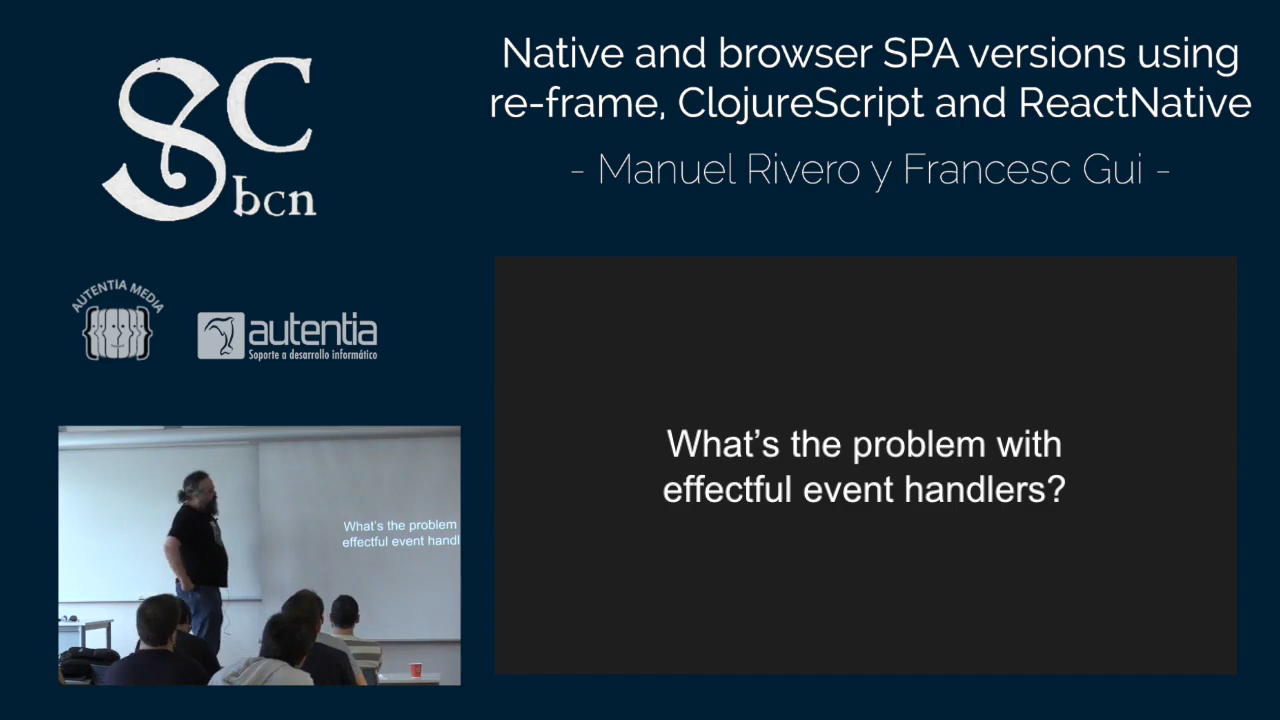 SC
bcn
Native and browser SPA versions using
re-frame, ClojureScript and ReactNative
- Manuel Rivero y Francesc Gui -
AUTENTIA MEDIA
autentia
Soporte a desarrollo informático
What's the problem with
effectful event handlers?
What's the problem
effectful event handl